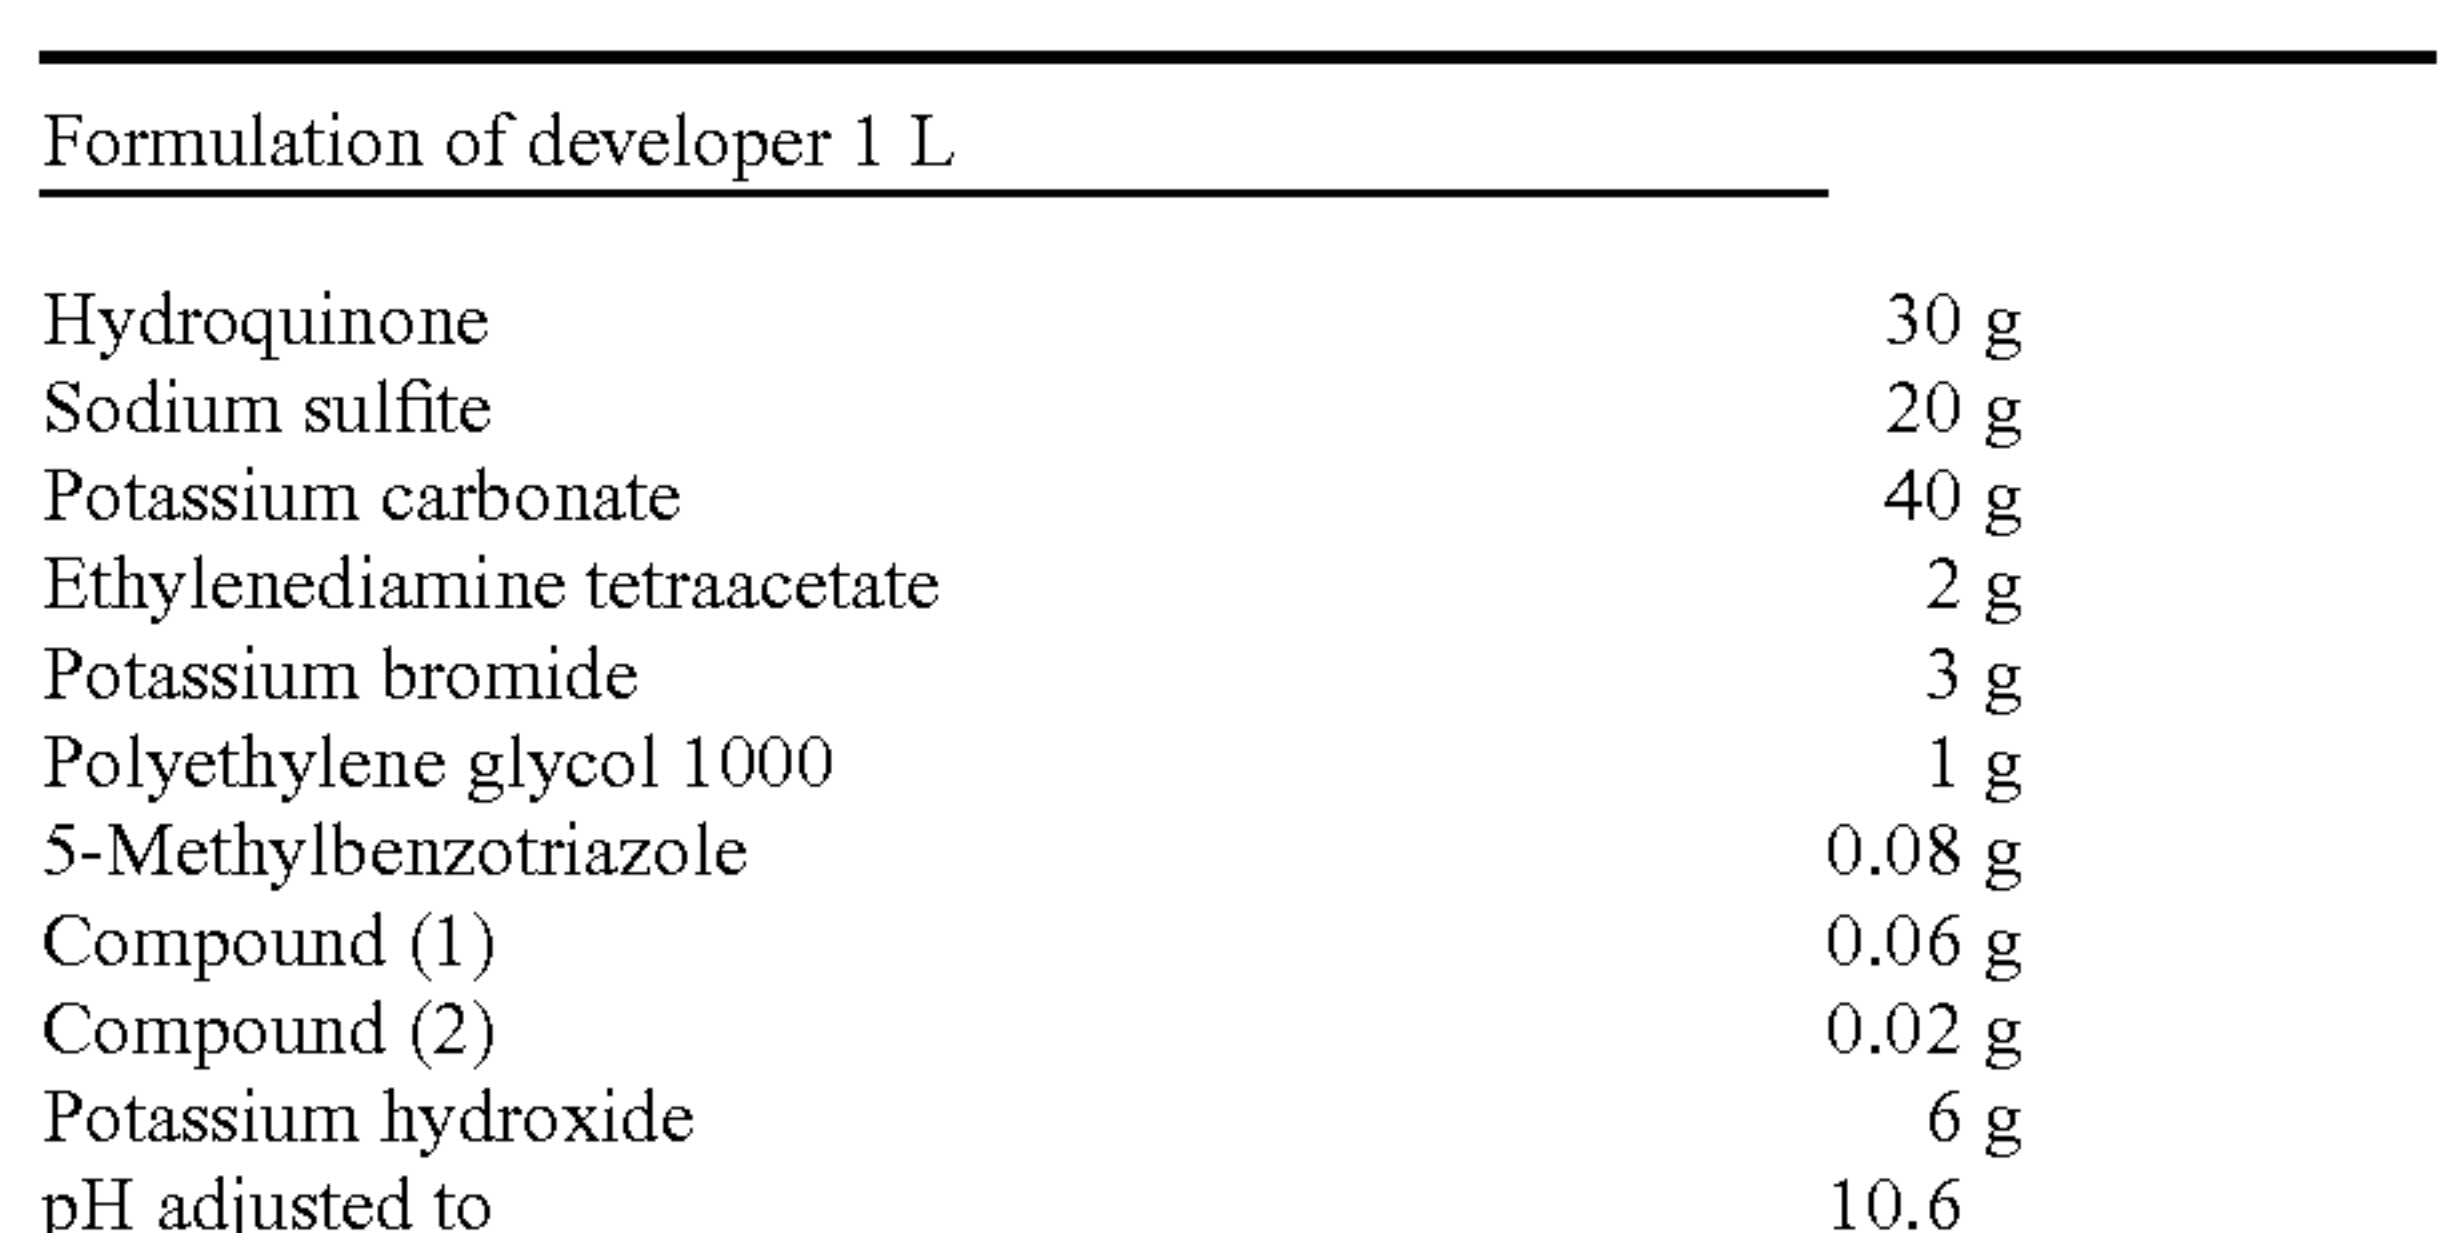 Formulation of developer 1 L
Hydroquinone 30 g
Sodium sulfite 20 g
Potassium carbonate 40 g
Ethylenediamine tetraacetate 2 g
Potassium bromide 3 g
Polyethylene glycol 1000 1 g
5-Methylbenzotriazole 0.08 g
Compound (1) 0.06 g
Compound (2) 0.02 g
Potassium hydroxide 6 g
pH adjusted to 10.6